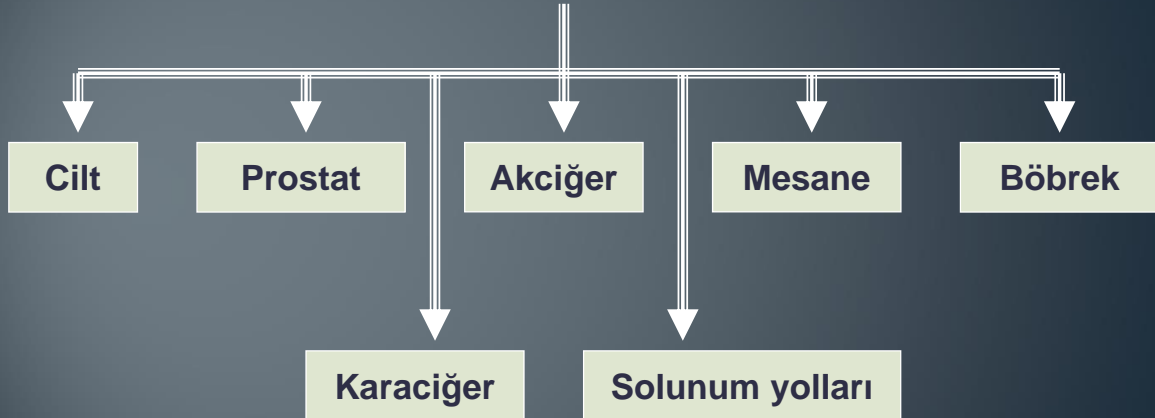 Cilt
Prostat
Akciğer
Mesane
Böbrek
Karaciğer
Solunum yolları